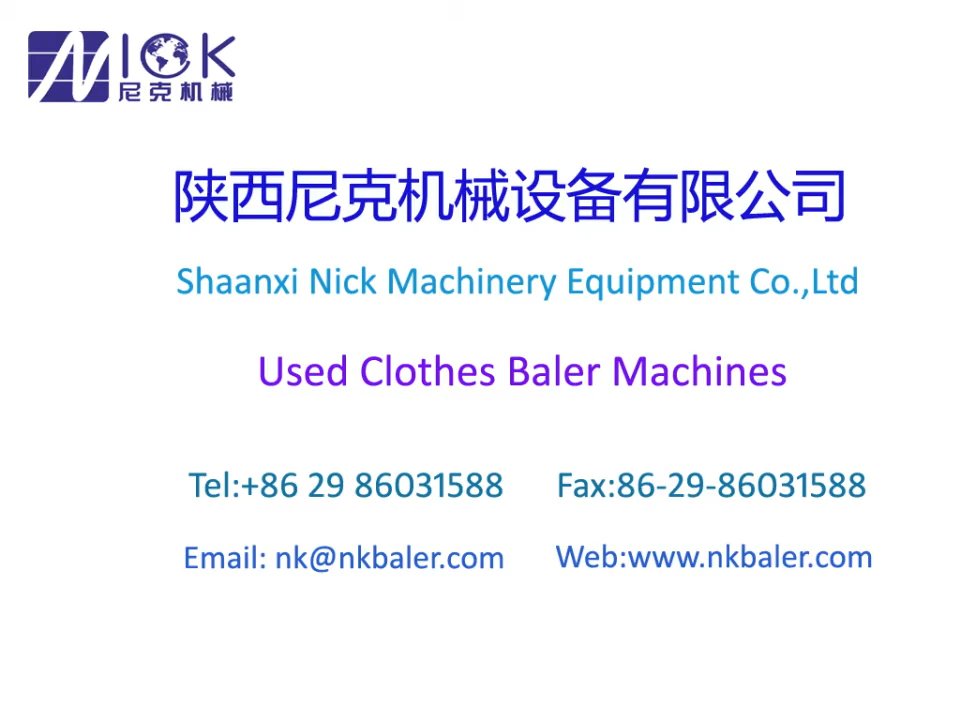 NICK
尼克机械
陕西尼克机械设备有限公司
Shaanxi Nick Machinery Equipment Co.,Ltd
Used Clothes Baler Machines
Tel:+86 29 86031588 Fax:86-29-86031588
Email: nk@nkbaler.com Web:www.nkbaler.com